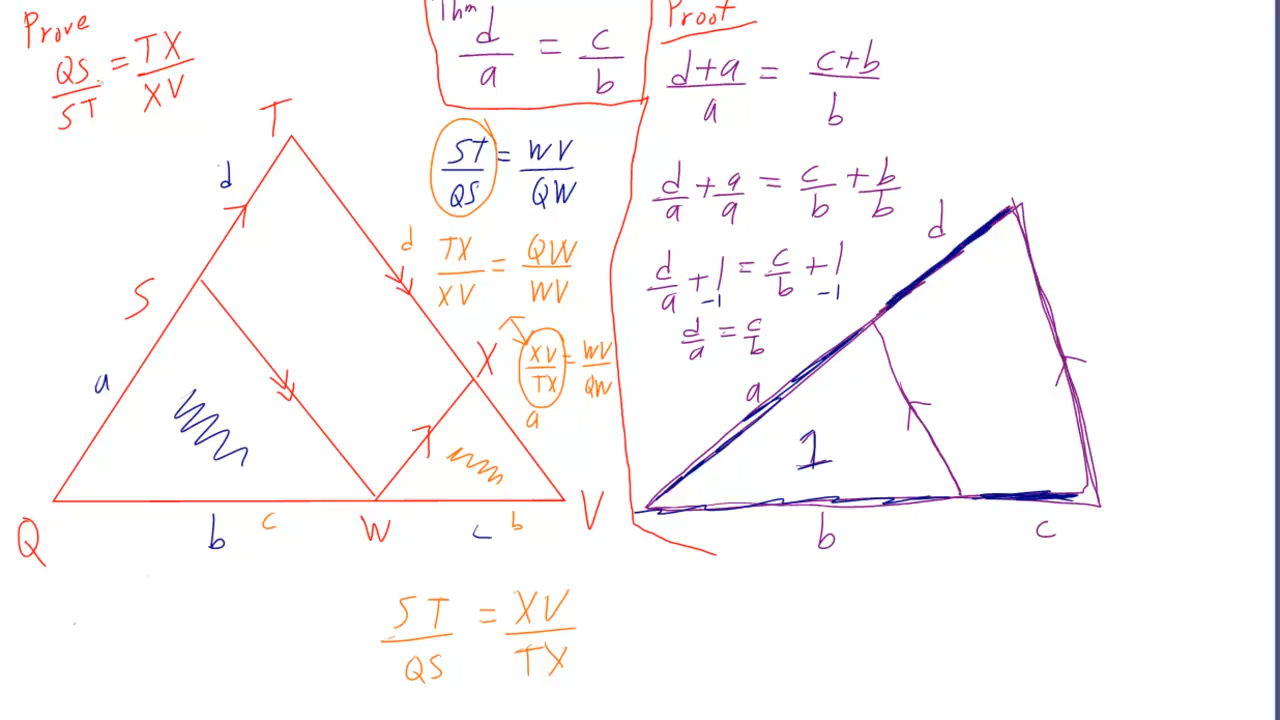 Prove
QS/ST = TX/XV
Thm
d/a = c/b
Proof
d+a/a = c+b/b
d/a + a/a = c/b + b/b
d/a + 1 = c/b + 1
-1 -1
d/a = c/b
ST/QS = WV/QW
TX/XV = QW/WV
XV/TX = WV/QW
a
T
d
d
S
X
a
Q
b
c
W
c
b
V
d
a
1
b
c
ST/QS = XV/TX